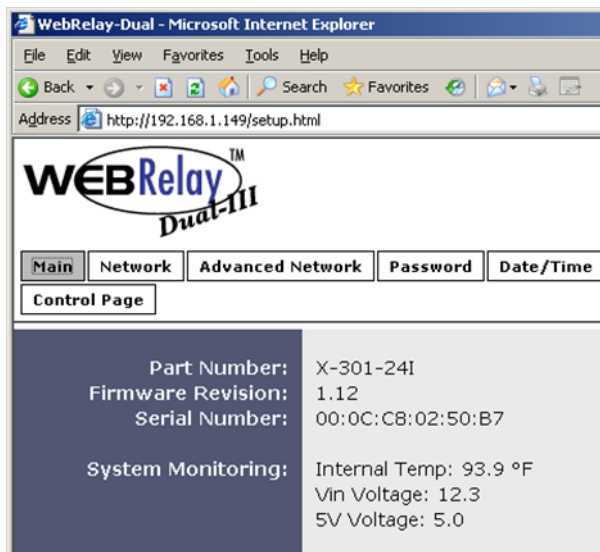 WebRelay-Dual - Microsoft Internet Explorer
File Edit View Favorites Tools Help
Back Search Favorites
Address http://192.168.1.149/setup.html
WEBRelay TM
Dual-III
Main Network Advanced Network Password Date/Time
Control Page
Part Number: X-301-24I
Firmware Revision: 1.12
Serial Number: 00:0C:C8:02:50:B7
System Monitoring: Internal Temp: 93.9 °F
Vin Voltage: 12.3
5V Voltage: 5.0